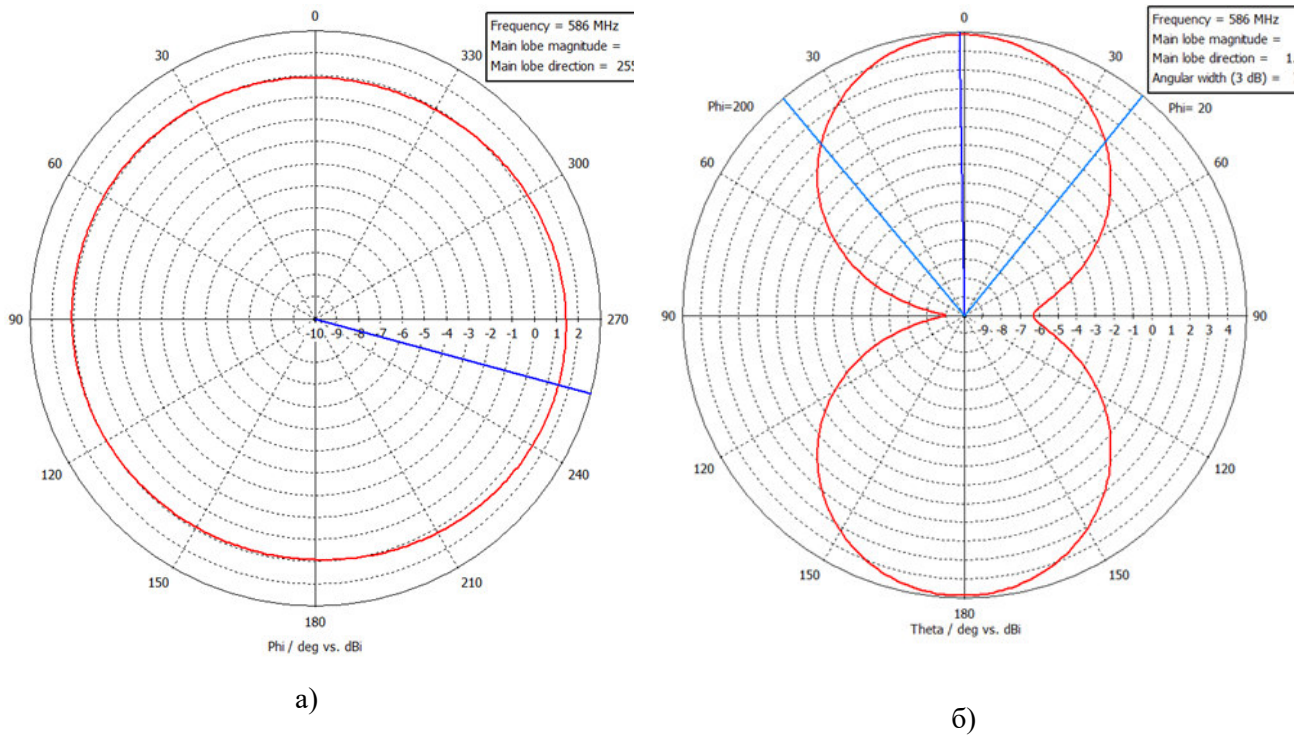 0
30
330
60
300
90
270
120
240
150
210
180
-10 -9 -8 -7 -6 -5 -4 -3 -2 -1 0 1 2
Frequency = 586 MHz
Main lobe magnitude =
Main lobe direction = 255
Phi / deg vs. dBi
а)
0
30
30
Phi=200
Phi= 20
60
60
90
90
120
120
150
150
180
-9 -8 -7 -6 -5 -4 -3 -2 -1 0 1 2 3 4
Frequency = 586 MHz
Main lobe magnitude =
Main lobe direction = 1.
Angular width (3 dB) =
Theta / deg vs. dBi
б)